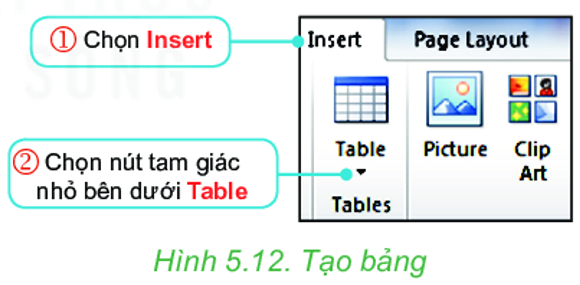 ① Chọn Insert
Insert
Page Layout
Table
Picture
Clip
Art
② Chọn nút tam giác
nhỏ bên dưới Table
Tables
Hình 5.12. Tạo bảng